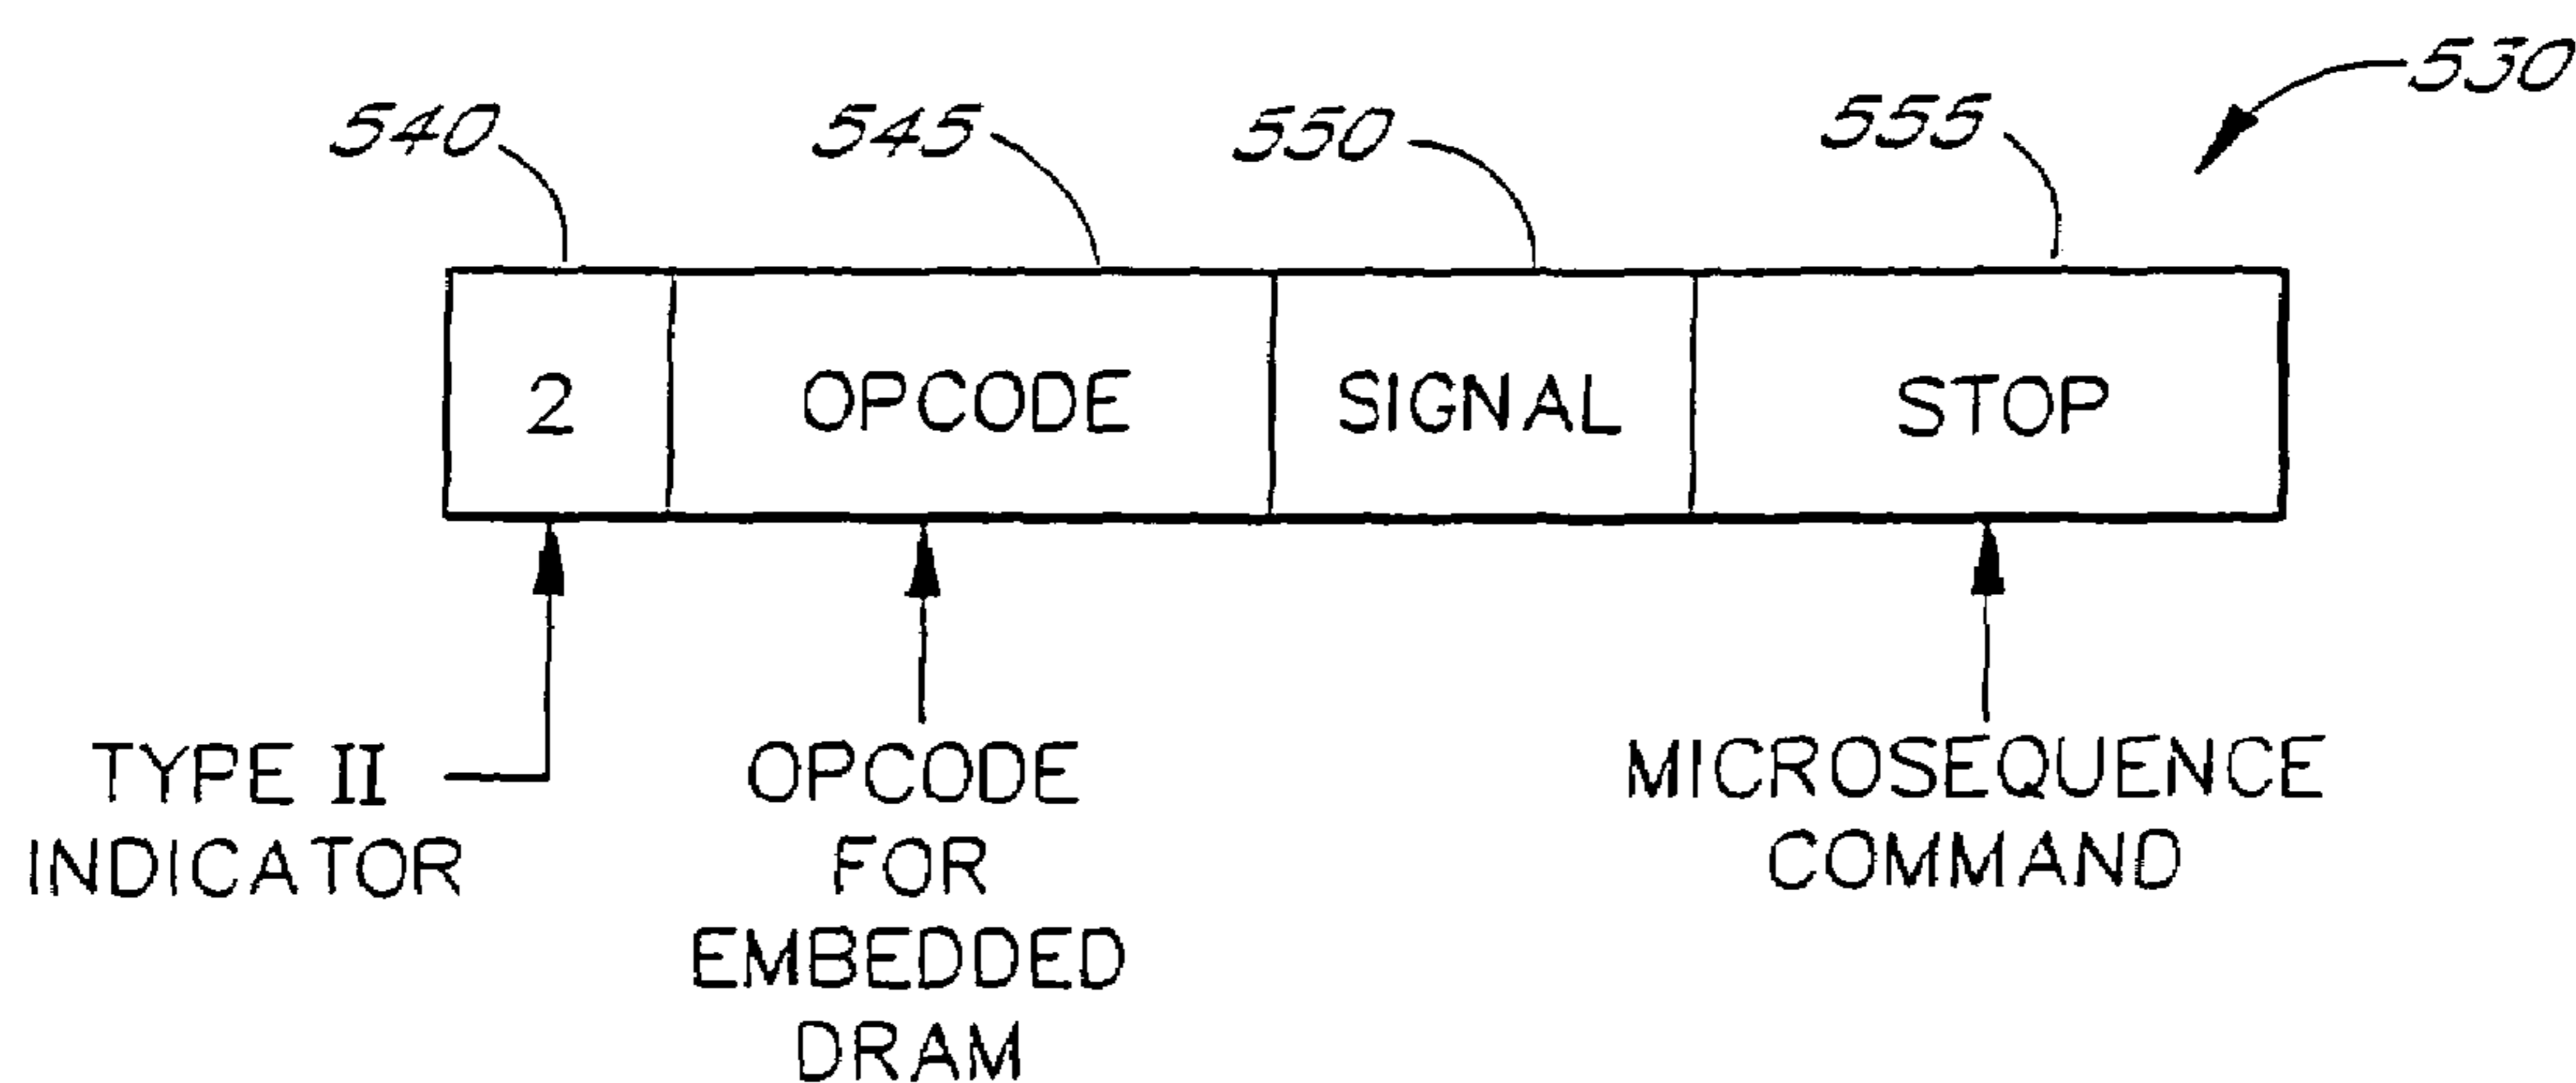 530
540 545 550 555
2 OPCODE SIGNAL STOP
TYPE II
INDICATOR
OPCODE
FOR
EMBEDDED
DRAM
MICROSEQUENCE
COMMAND